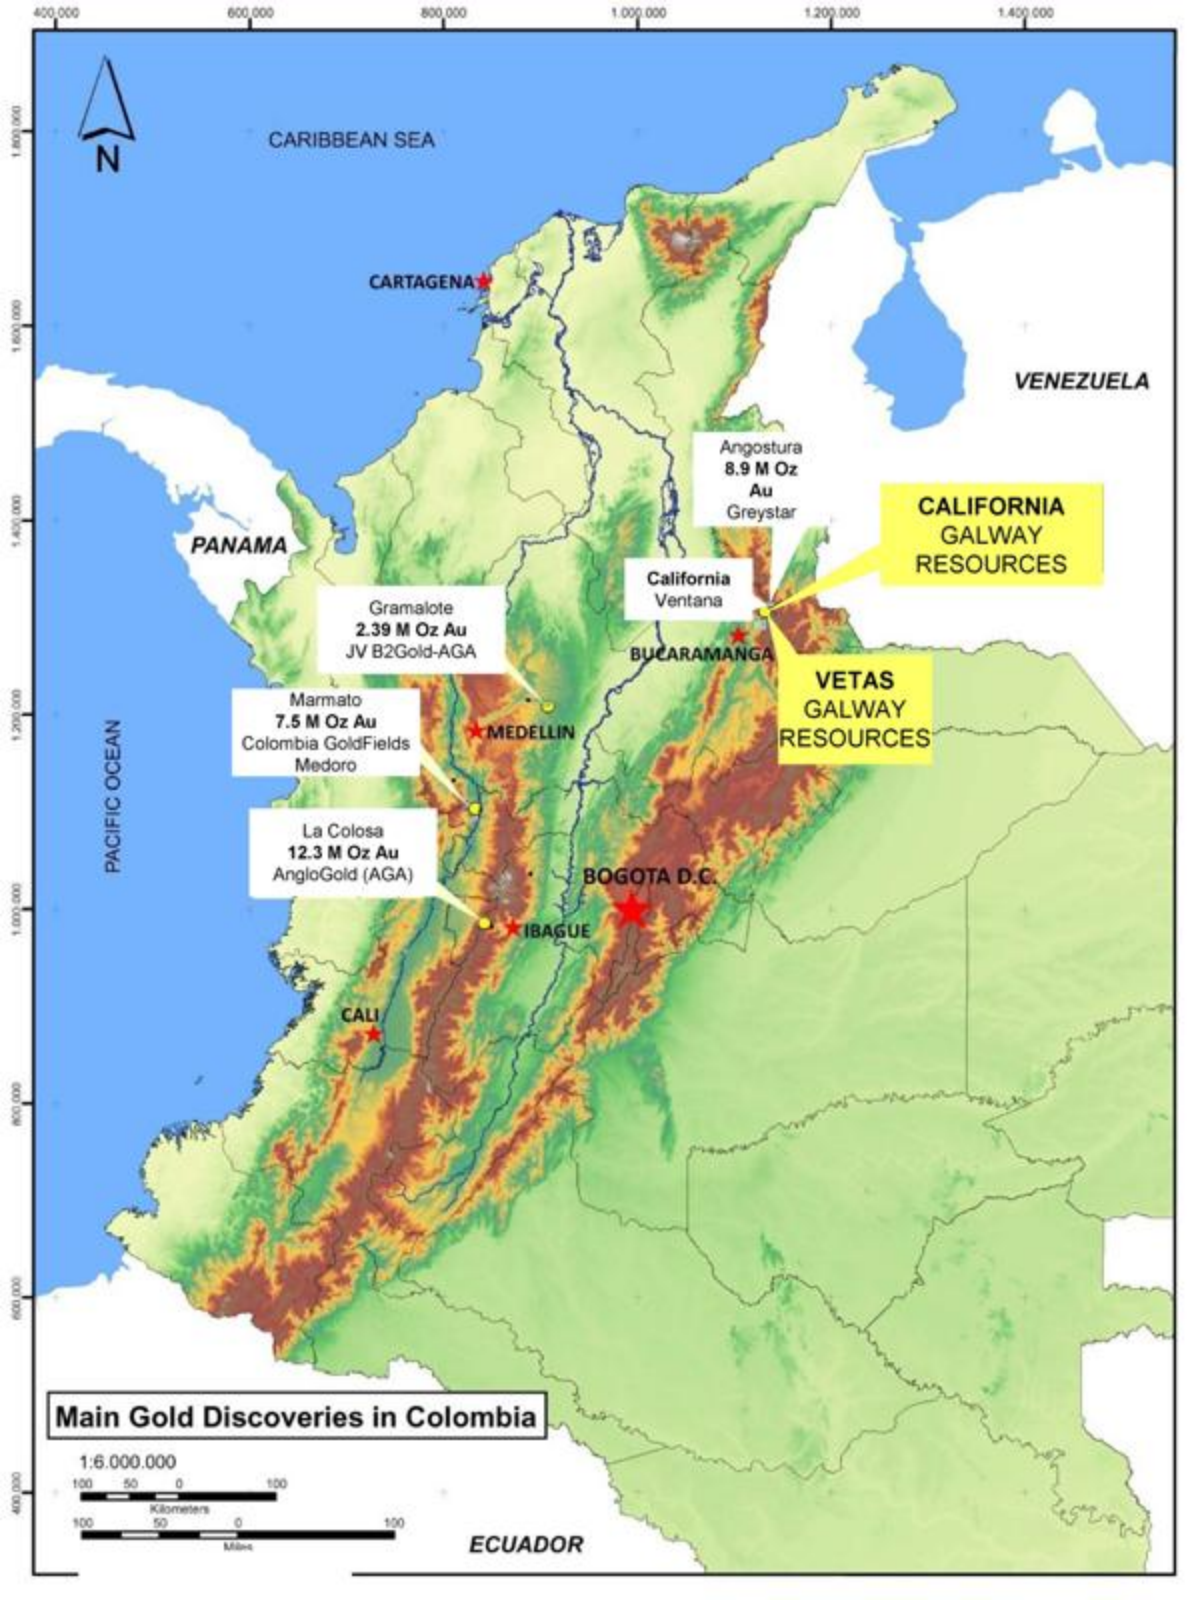 400.000 600.000 800.000 1.000.000 1.200.000 1.400.000
1.800.000
1.600.000
1.400.000
1.200.000
1.000.000
800.000
600.000
400.000
N
CARIBBEAN SEA
CARTAGENA
VENEZUELA
PANAMA
PACIFIC OCEAN
Angostura
8.9 M Oz
Au
Greystar
CALIFORNIA
GALWAY
RESOURCES
California
Ventana
BUCARAMANGA
VETAS
GALWAY
RESOURCES
Gramalote
2.39 M Oz Au
JV B2Gold-AGA
MEDELLIN
Marmato
7.5 M Oz Au
Colombia GoldFields
Medoro
La Colosa
12.3 M Oz Au
AngloGold (AGA)
BOGOTA D.C.
IBAGUE
CALI
Main Gold Discoveries in Colombia
1:6.000.000
100 50 0 100
Kilometers
100 50 0 100
Miles
ECUADOR